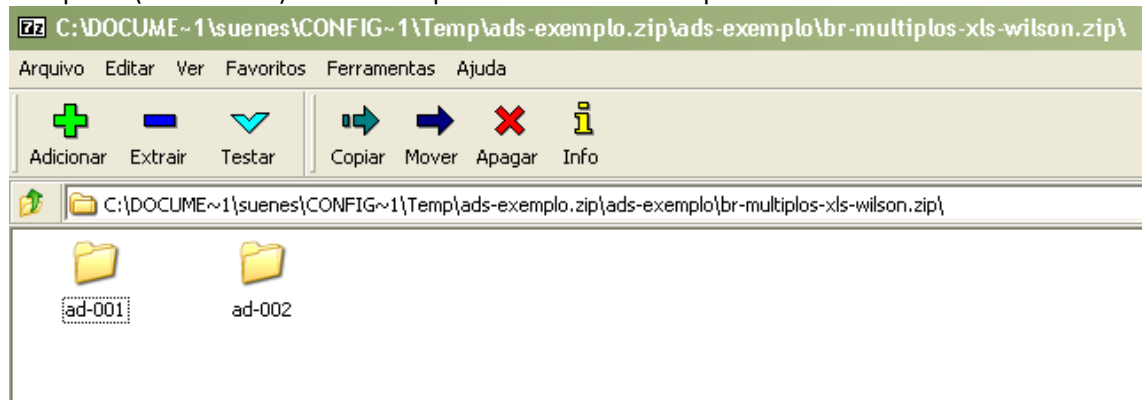 C:\DOCUME~1\suenes\CONFIG~1\Temp\ads-exemplo.zip\ads-exemplo\br-multiplos-xls-wilson.zip\
Arquivo Editar Ver Favoritos Ferramentas Ajuda
Adicionar Extrair Testar Copiar Mover Apagar Info
C:\DOCUME~1\suenes\CONFIG~1\Temp\ads-exemplo.zip\ads-exemplo\br-multiplos-xls-wilson.zip\
ad-001 ad-002